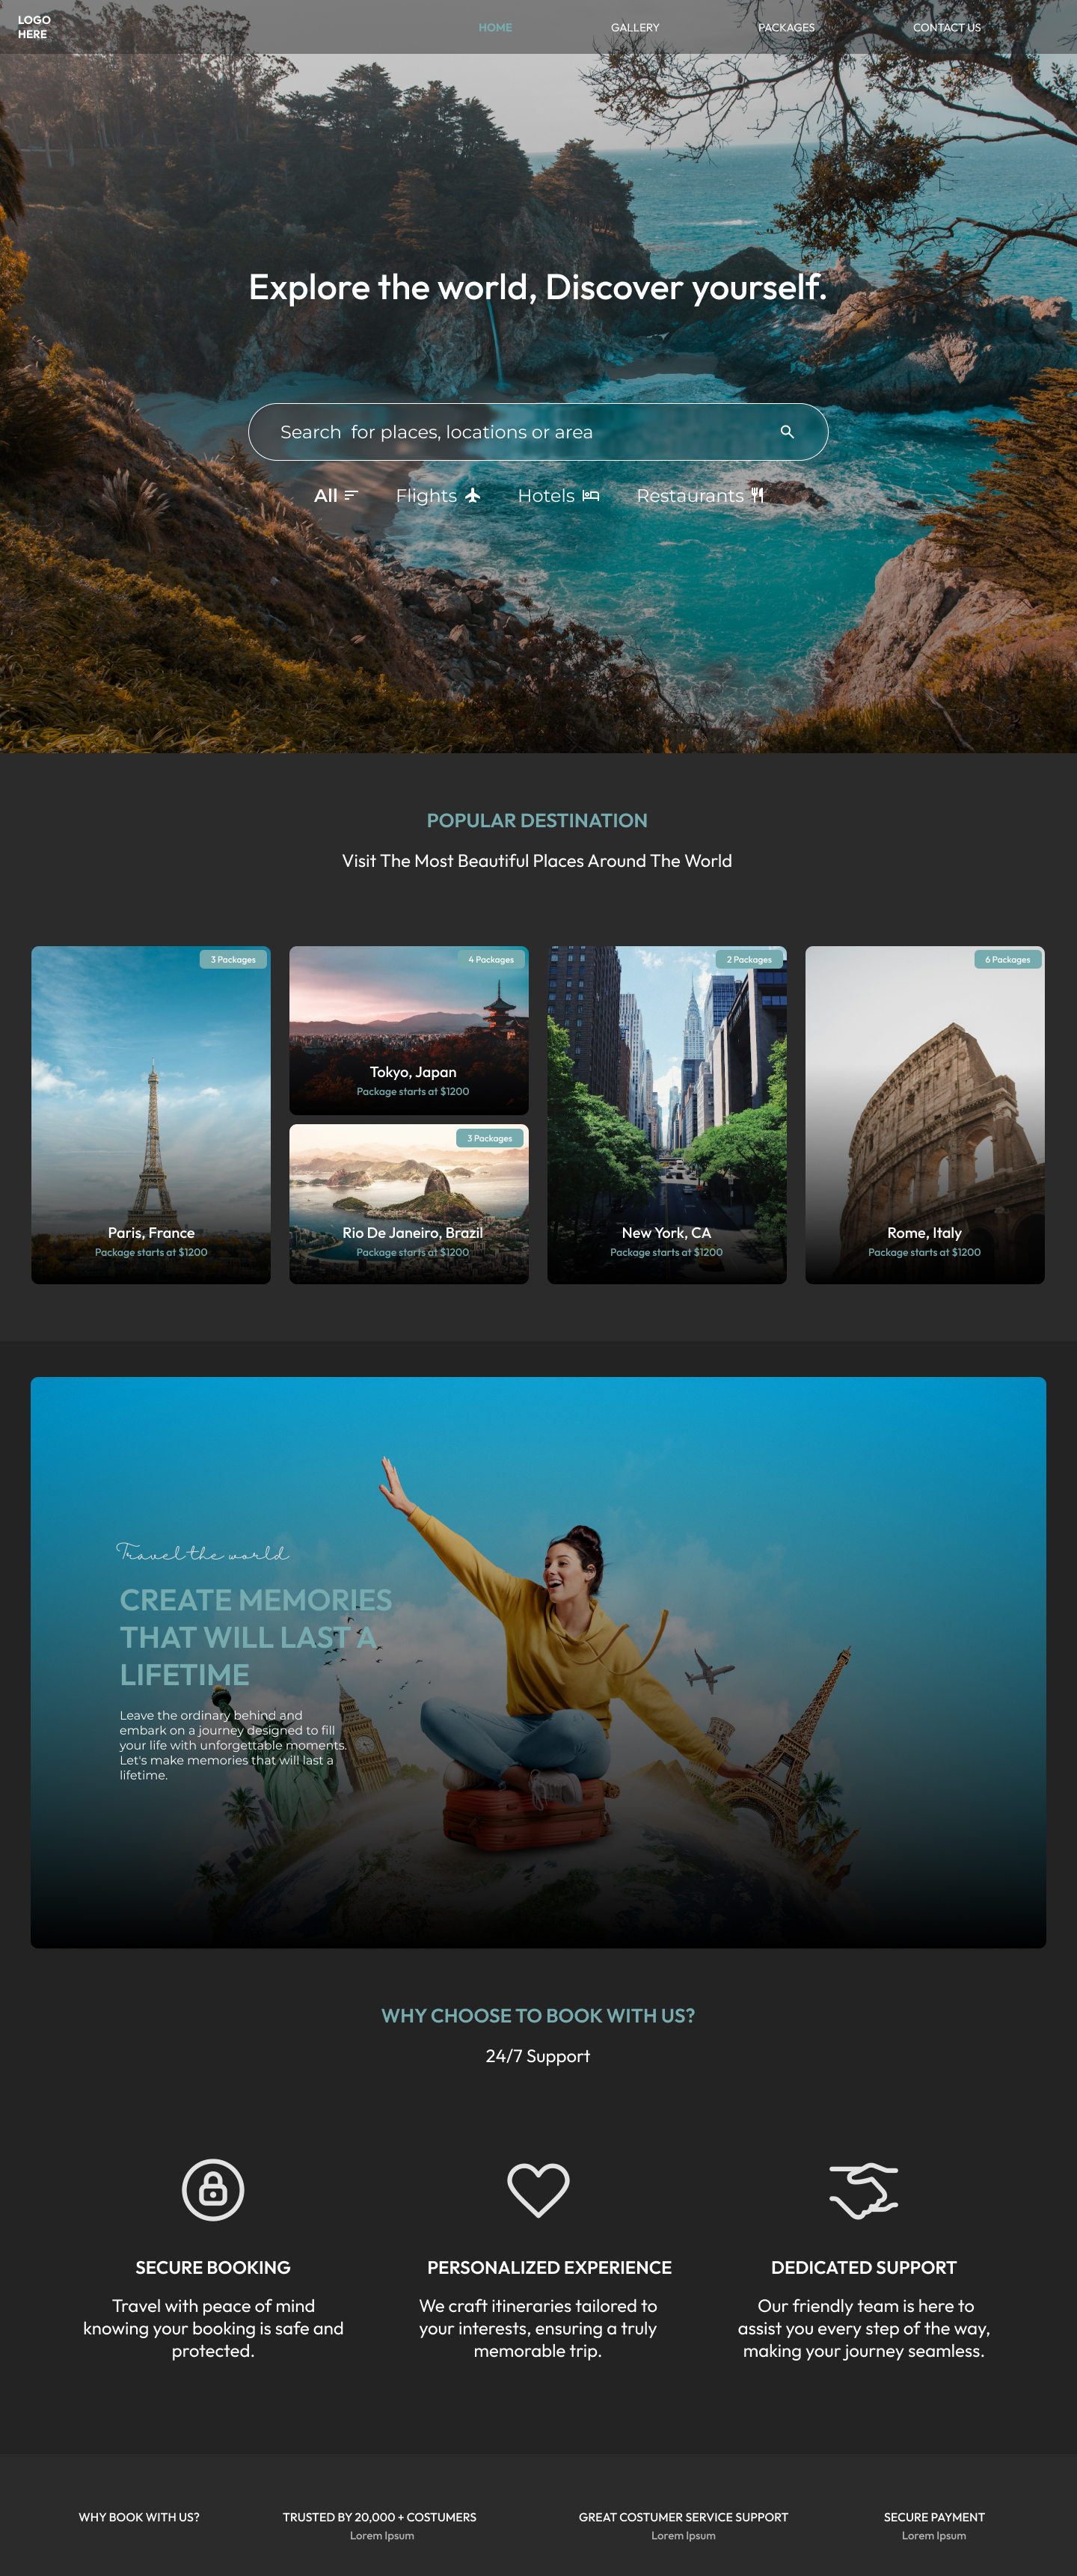 LOGO
HERE
HOME
GALLERY
PACKAGES
CONTACT US
Explore the world, Discover yourself.
Search  for places, locations or area
All
Flights
Hotels
Restaurants
POPULAR DESTINATION
Visit The Most Beautiful Places Around The World
3 Packages
Paris, France
Package starts at $1200
4 Packages
Tokyo, Japan
Package starts at $1200
3 Packages
Rio De Janeiro, Brazil
Package starts at $1200
2 Packages
New York, CA
Package starts at $1200
6 Packages
Rome, Italy
Package starts at $1200
Travel the world
CREATE MEMORIES
THAT WILL LAST A
LIFETIME
Leave the ordinary behind and
embark on a journey designed to fill
your life with unforgettable moments.
Let's make memories that will last a
lifetime.
WHY CHOOSE TO BOOK WITH US?
24/7 Support
SECURE BOOKING
Travel with peace of mind
knowing your booking is safe and
protected.
PERSONALIZED EXPERIENCE
We craft itineraries tailored to
your interests, ensuring a truly
memorable trip.
DEDICATED SUPPORT
Our friendly team is here to
assist you every step of the way,
making your journey seamless.
WHY BOOK WITH US?
TRUSTED BY 20,000 + COSTUMERS
Lorem Ipsum
GREAT COSTUMER SERVICE SUPPORT
Lorem Ipsum
SECURE PAYMENT
Lorem Ipsum